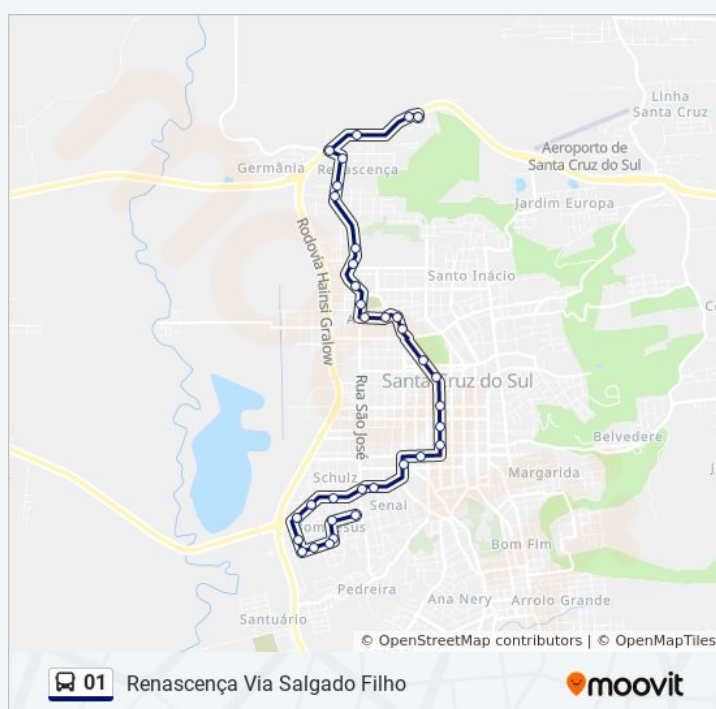 Linha
Santa Cruz
Aeroporto de
Santa Cruz do Sul
Germânia
Renascença
Jardim Europa
Rodovia Hainsi Gralow
Santo Inácio
Santa Cruz do Sul
Rua São José
Belvedere
Schulz
Margarida
Senai
Bom Fim
Pedreira
Ana Nery
Arroio Grande
Santuário
© OpenStreetMap contributors | © OpenMapTiles
01 Renascença Via Salgado Filho
moovit